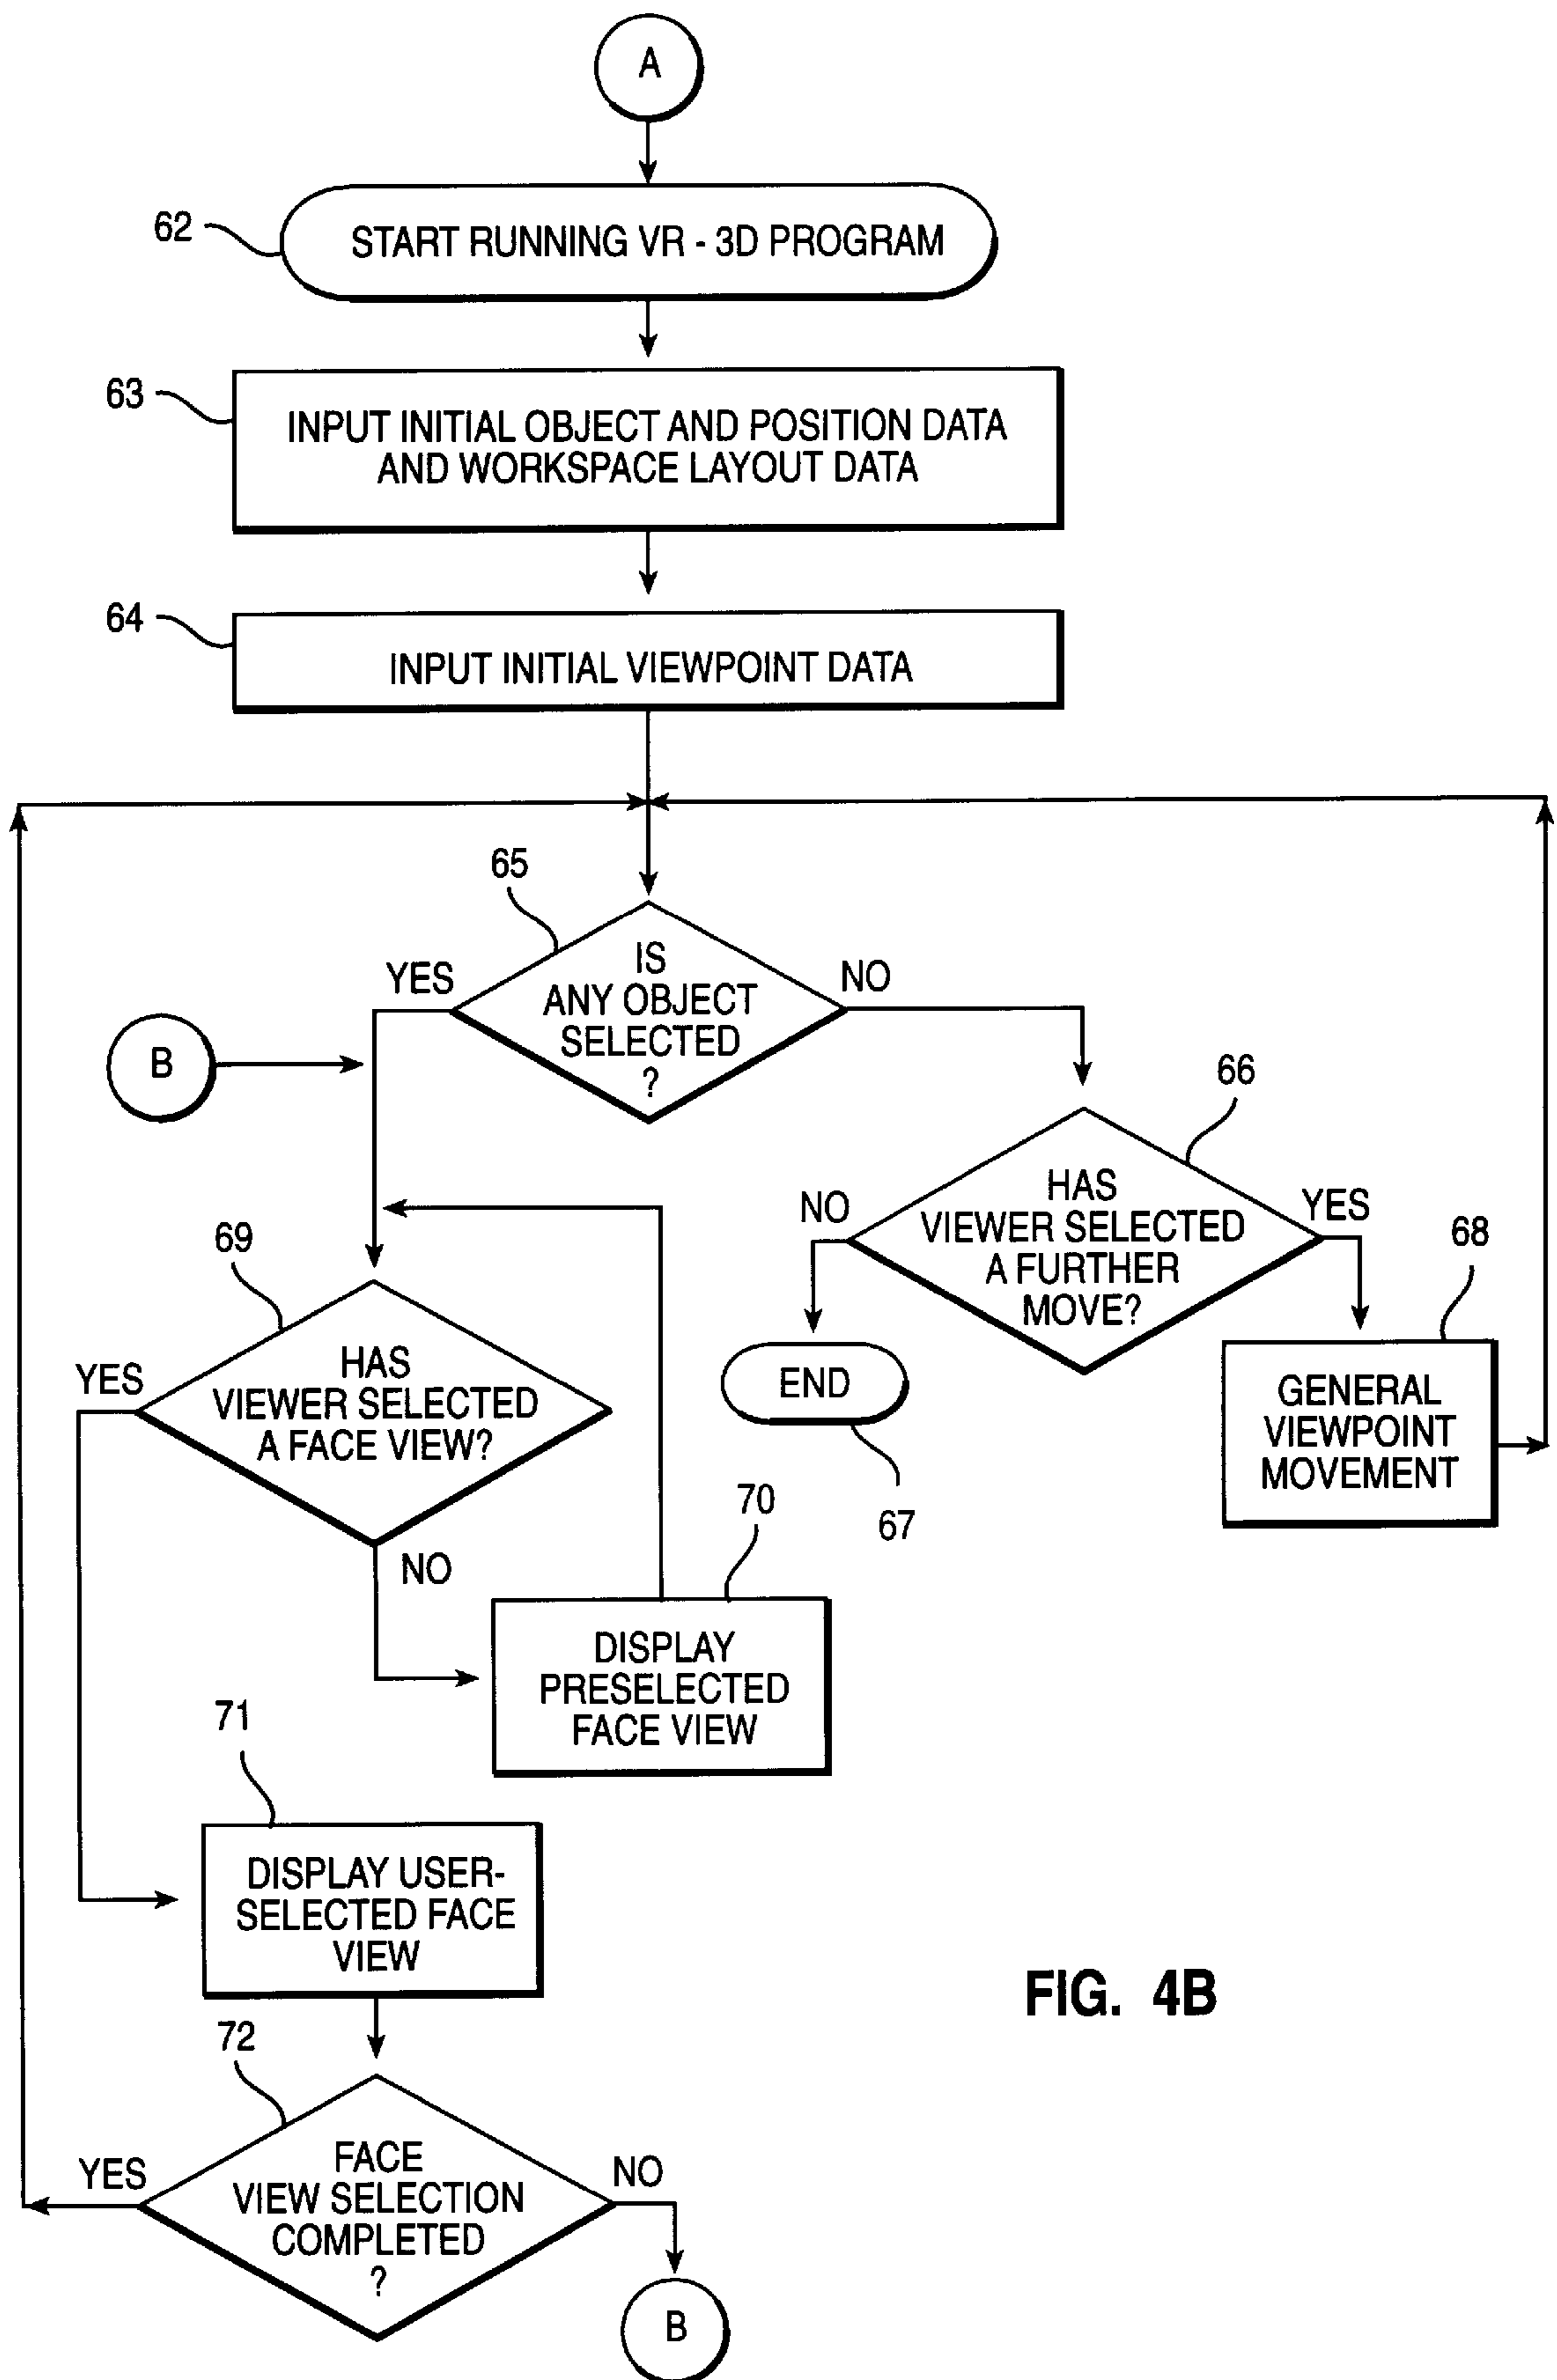 A
62
START RUNNING VR - 3D PROGRAM
63
INPUT INITIAL OBJECT AND POSITION DATA
AND WORKSPACE LAYOUT DATA
64
INPUT INITIAL VIEWPOINT DATA
65
IS
ANY OBJECT
SELECTED
?
YES
NO
B
66
HAS
VIEWER SELECTED
A FURTHER
MOVE?
NO
YES
END
67
68
GENERAL
VIEWPOINT
MOVEMENT
69
HAS
VIEWER SELECTED
A FACE VIEW?
YES
NO
70
DISPLAY
PRESELECTED
FACE VIEW
71
DISPLAY USER-
SELECTED FACE
VIEW
72
FACE
VIEW SELECTION
COMPLETED
?
YES
NO
B
FIG. 4B